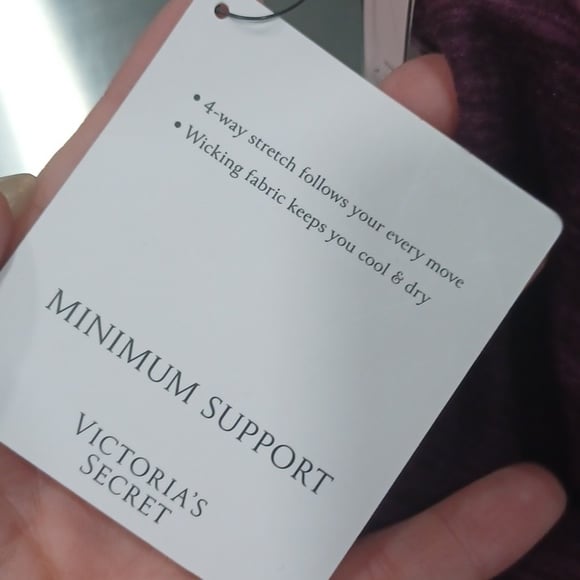 • 4-way stretch follows your every move
• Wicking fabric keeps you cool & dry
MINIMUM SUPPORT
VICTORIA'S
SECRET